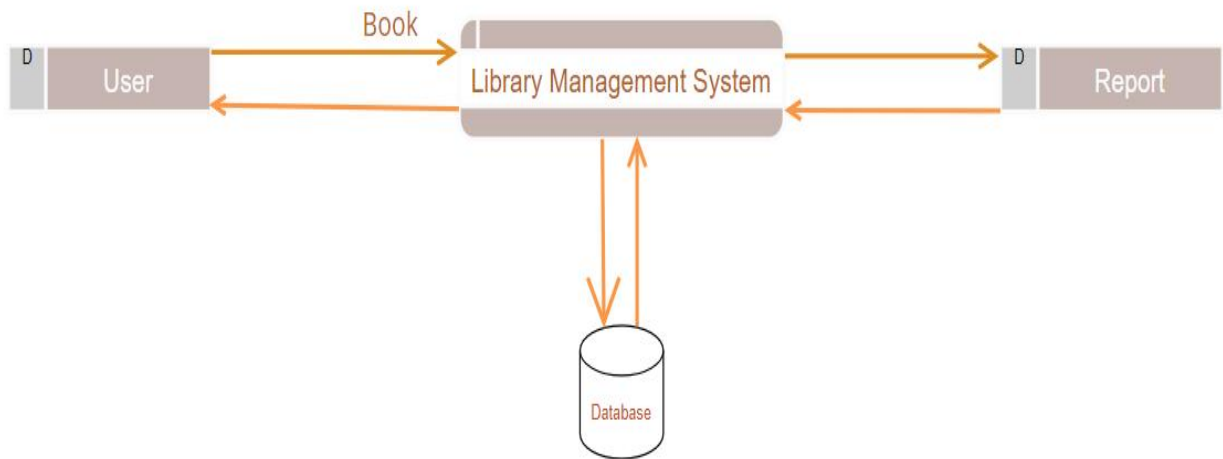 Book
D
User
Library Management System
D
Report
Database